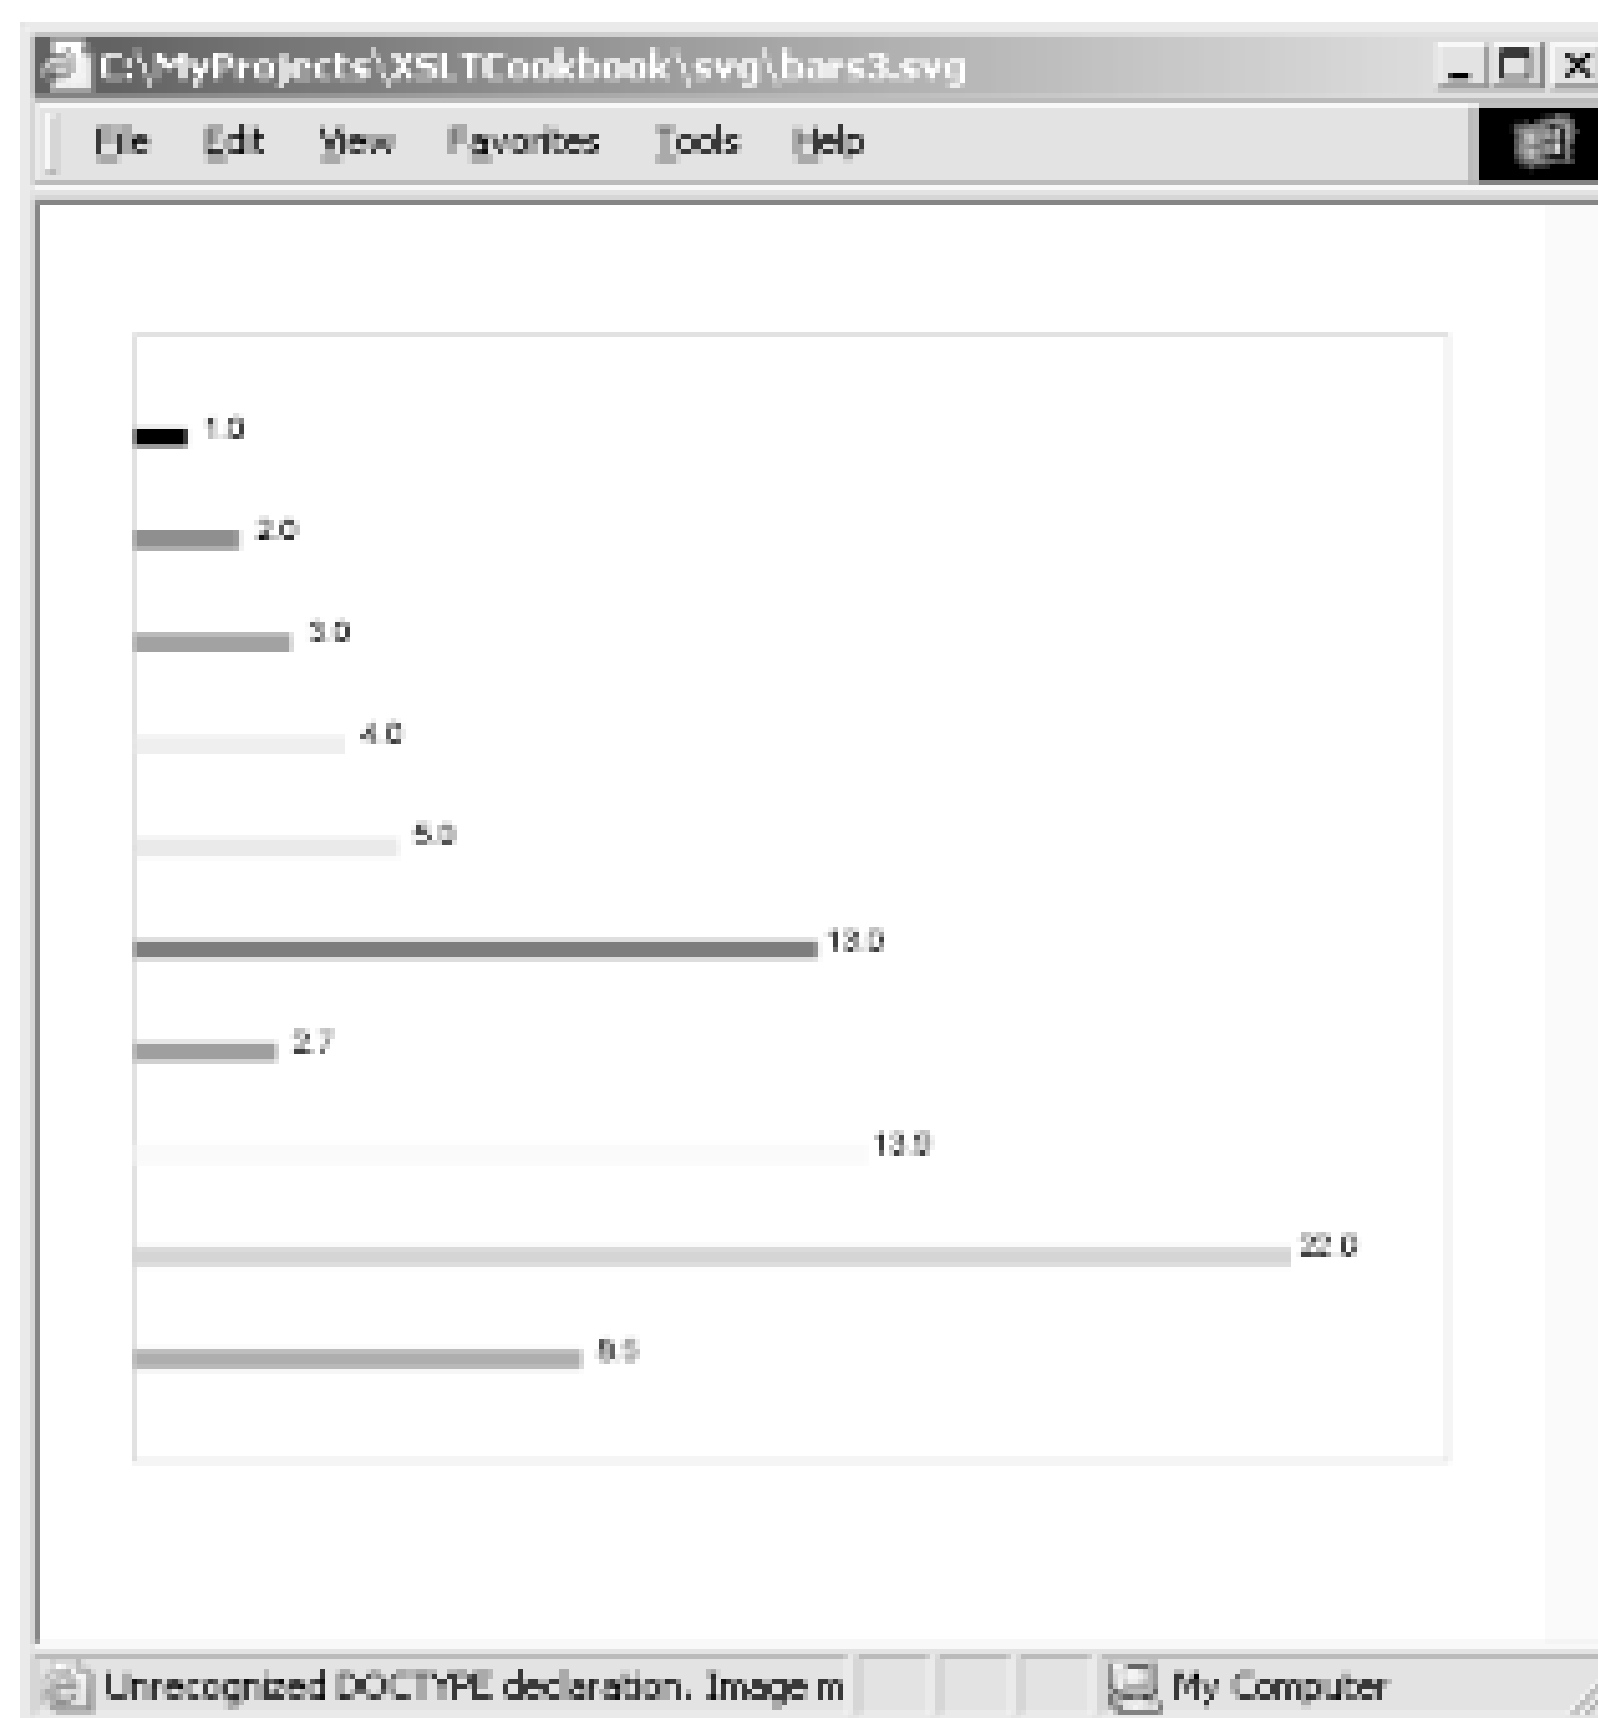 C:\MyProjects\XSLTCookbook\svg\bars3.svg
File Edit View Favorites Tools Help
1.0
2.0
3.0
4.0
5.0
13.0
2.7
13.9
22.0
8.5
Unrecognized DOCTYPE declaration. Image m
My Computer